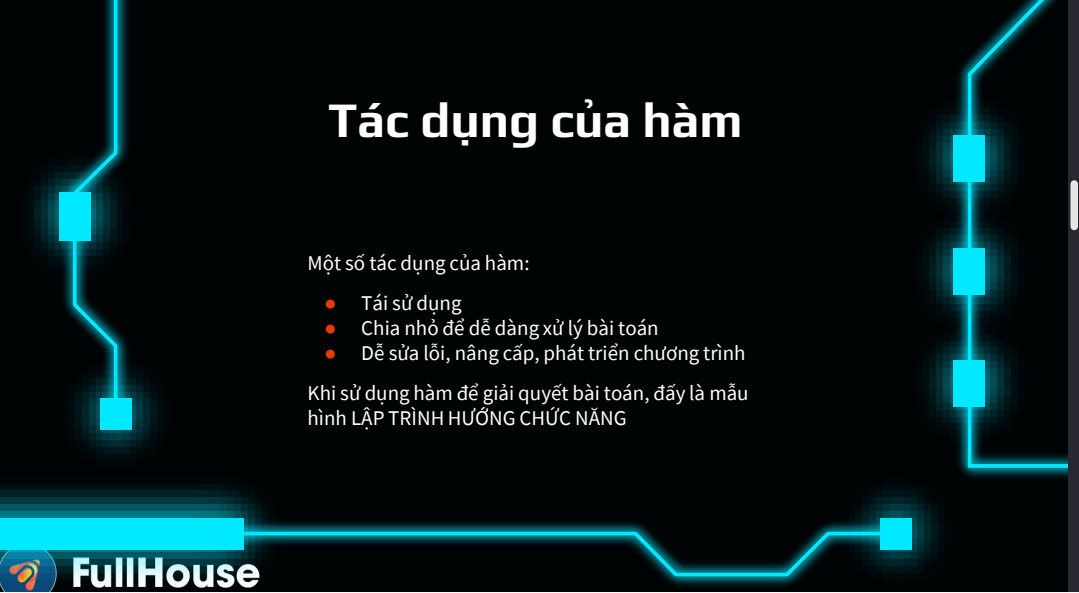 Tác dụng của hàm
Một số tác dụng của hàm:
● Tái sử dụng
● Chia nhỏ để dễ dàng xử lý bài toán
● Dễ sửa lỗi, nâng cấp, phát triển chương trình
Khi sử dụng hàm để giải quyết bài toán, đấy là mẫu
hình LẬP TRÌNH HƯỚNG CHỨC NĂNG
FullHouse